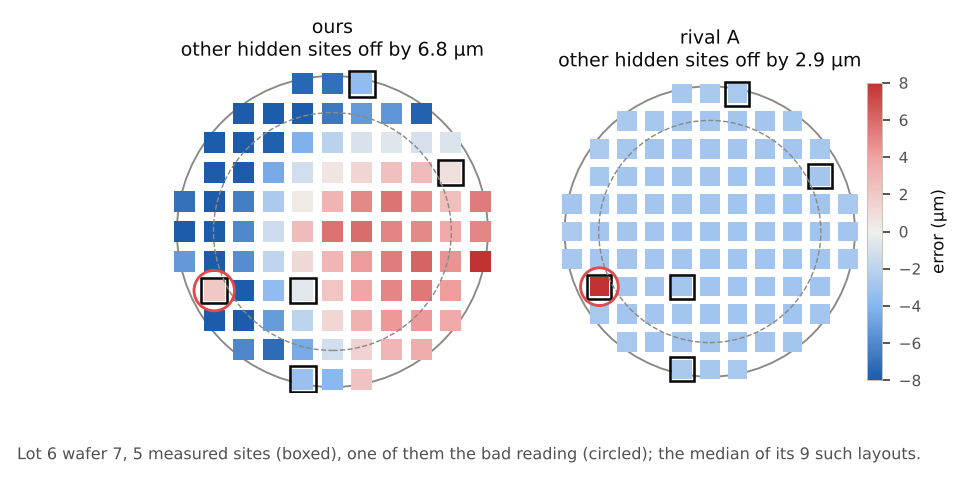 ours
other hidden sites off by 6.8 µm
rival A
other hidden sites off by 2.9 µm
8
6
4
2
0
−2
−4
−6
−8
error (µm)
Lot 6 wafer 7, 5 measured sites (boxed), one of them the bad reading (circled); the median of its 9 such layouts.